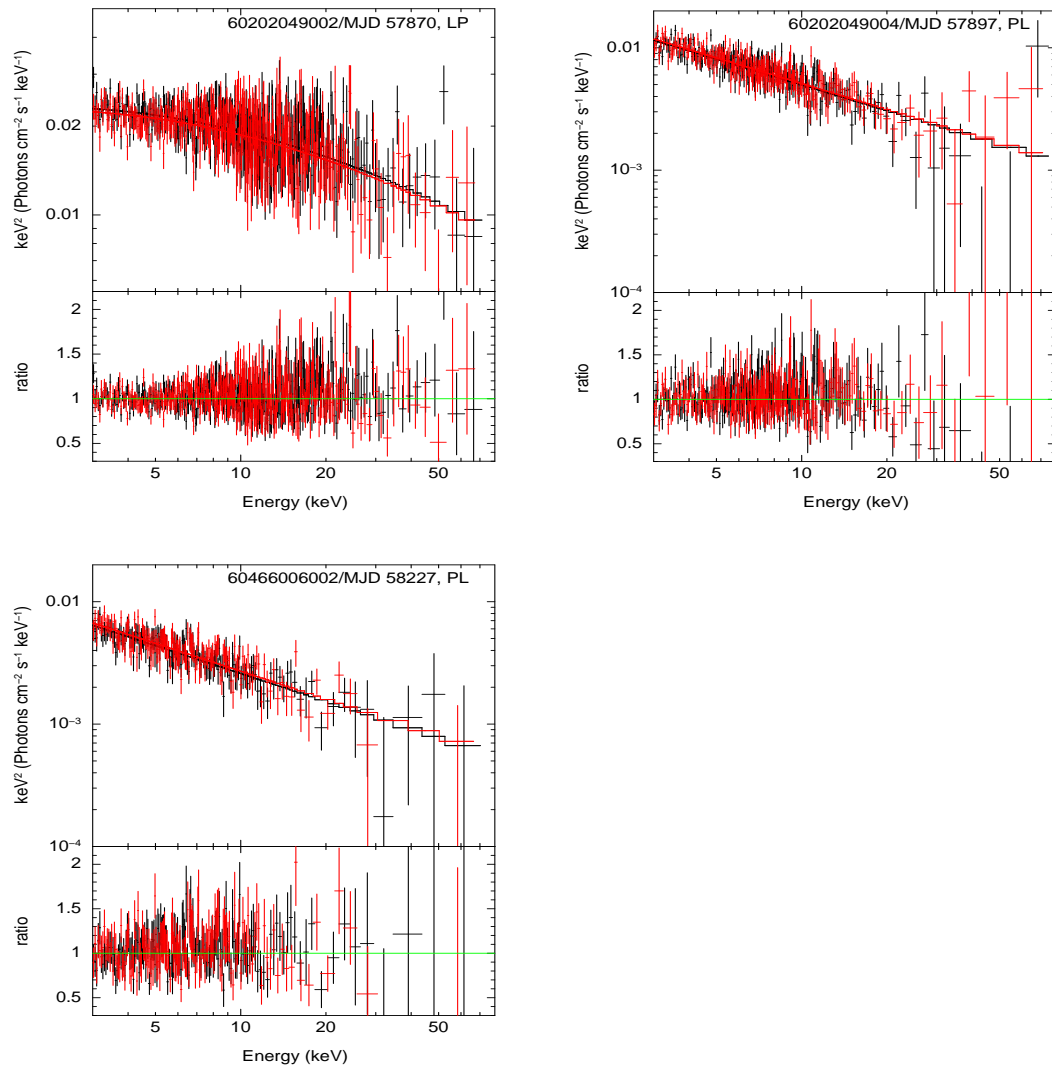 60202049002/MJD 57870, LP
keV² (Photons cm⁻² s⁻¹ keV⁻¹)
0.02
0.01
ratio
2
1.5
1
0.5
5 10 20 50
Energy (keV)
60202049004/MJD 57897, PL
keV² (Photons cm⁻² s⁻¹ keV⁻¹)
0.01
10⁻³
10⁻⁴
ratio
2
1.5
1
0.5
5 10 20 50
Energy (keV)
60466006002/MJD 58227, PL
keV² (Photons cm⁻² s⁻¹ keV⁻¹)
0.01
10⁻³
10⁻⁴
ratio
2
1.5
1
0.5
5 10 20 50
Energy (keV)